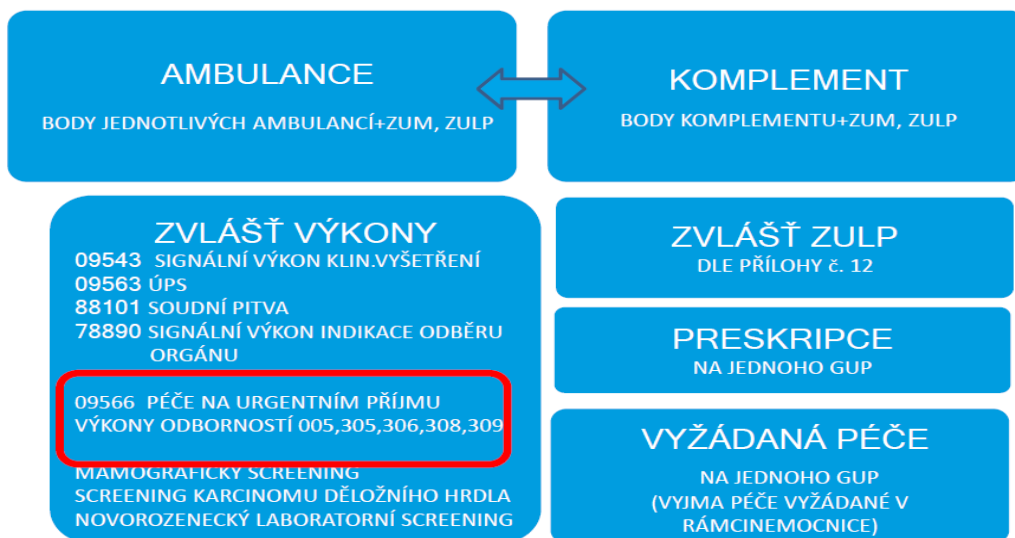 AMBULANCE
BODY JEDNOTLIVÝCH AMBULANCÍ+ZUM, ZULP
KOMPLEMENT
BODY KOMPLEMENTU+ZUM, ZULP
ZVLÁŠŤ VÝKONY
09543 SIGNÁLNÍ VÝKON KLIN.VYŠETŘENÍ
09563 ÚPS
88101 SOUDNÍ PITVA
78890 SIGNÁLNÍ VÝKON INDIKACE ODBĚRU
ORGÁNU
09566 PÉČE NA URGENTNÍM PŘÍJMU
VÝKONY ODBORNOSTÍ 005,305,306,308,309
MAMOGRAFICKÝ SCREENING
SCREENING KARCINOMU DĚLOŽNÍHO HRDLA
NOVOROZENECKÝ LABORATORNÍ SCREENING
ZVLÁŠŤ ZULP
DLE PŘÍLOHY č. 12
PRESKRIPCE
NA JEDNOHO GUP
VYŽÁDANÁ PÉČE
NA JEDNOHO GUP
(VYJMA PÉČE VYŽÁDANÉ V
RÁMCINEMOCNICE)